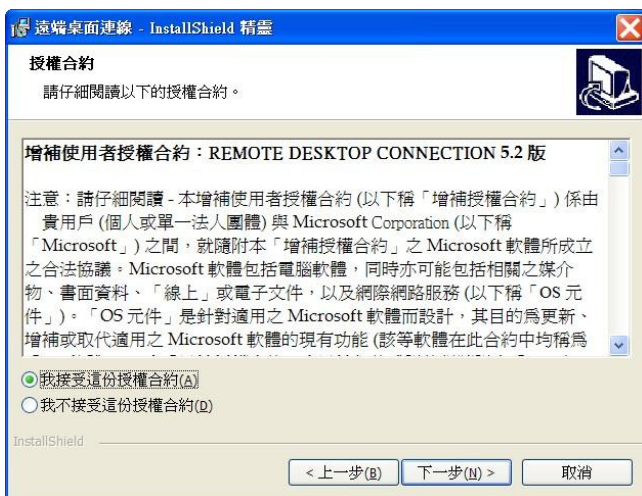 遠端桌面連線 - InstallShield 精靈
授權合約
請仔細閱讀以下的授權合約。
增補使用者授權合約：REMOTE DESKTOP CONNECTION 5.2 版
注意：請仔細閱讀 - 本增補使用者授權合約 (以下稱「增補授權合約」) 係由
貴用戶 (個人或單一法人團體) 與 Microsoft Corporation (以下稱
「Microsoft」) 之間，就隨附本「增補授權合約」之 Microsoft 軟體所成立
之合法協議。Microsoft 軟體包括電腦軟體，同時亦可能包括相關之媒介
物、書面資料、「線上」或電子文件，以及網際網路服務 (以下稱「OS 元
件」)。「OS 元件」是針對適用之 Microsoft 軟體而設計，其目的為更新、
增補或取代適用之 Microsoft 軟體的現有功能 (該等軟體在此合約中均稱為
我接受這份授權合約(A)
我不接受這份授權合約(D)
InstallShield
< 上一步(B)
下一步(N) >
取消